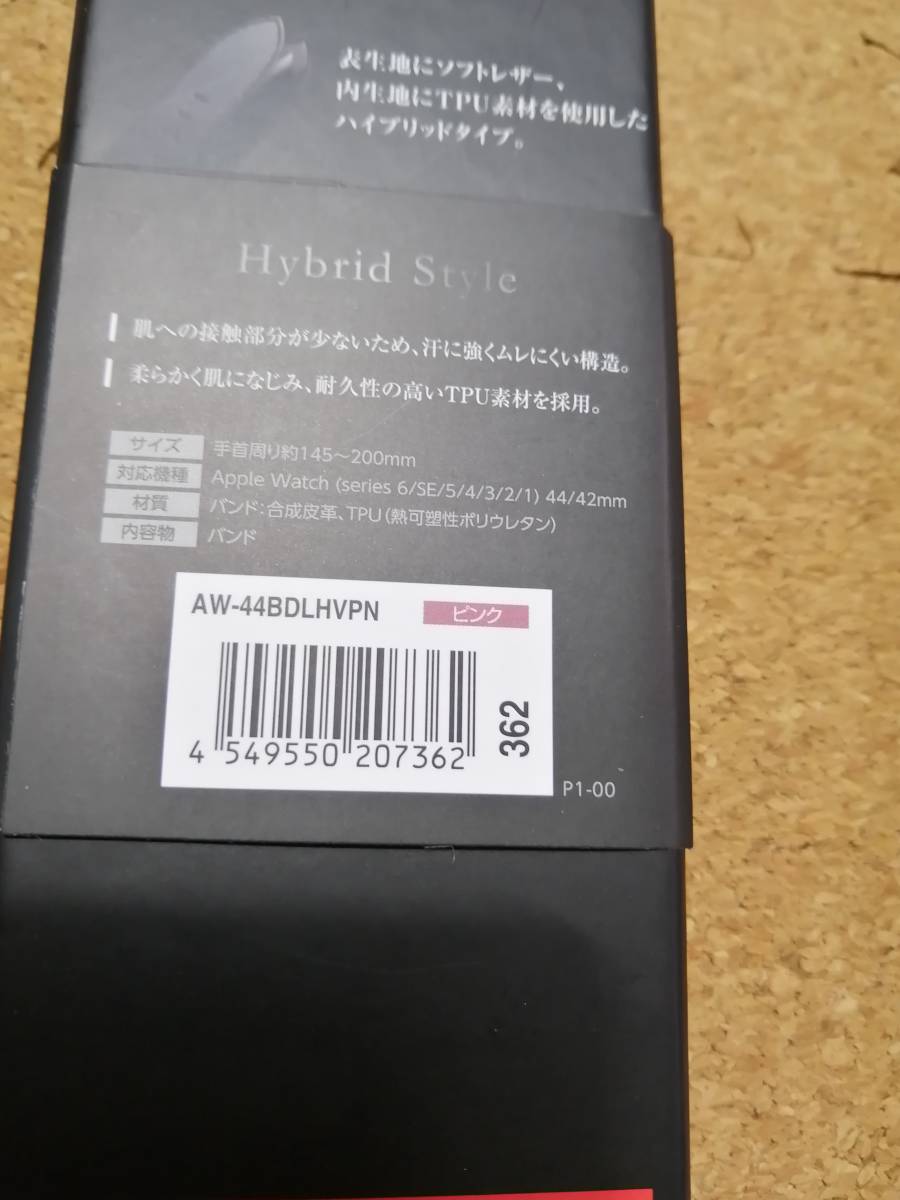 表生地にソフトレザー、
内生地にTPU素材を使用した
ハイブリッドタイプ。
Hybrid Style
肌への接触部分が少ないため、汗に強くムレにくい構造。
柔らかく肌になじみ、耐久性の高いTPU素材を採用。
サイズ 手首周り約145～200mm
対応機種 Apple Watch (series 6/SE/5/4/3/2/1) 44/42mm
材質 バンド：合成皮革、TPU（熱可塑性ポリウレタン）
内容物 バンド
AW-44BDLHVPN ピンク
4 549550 207362
362
P1-00